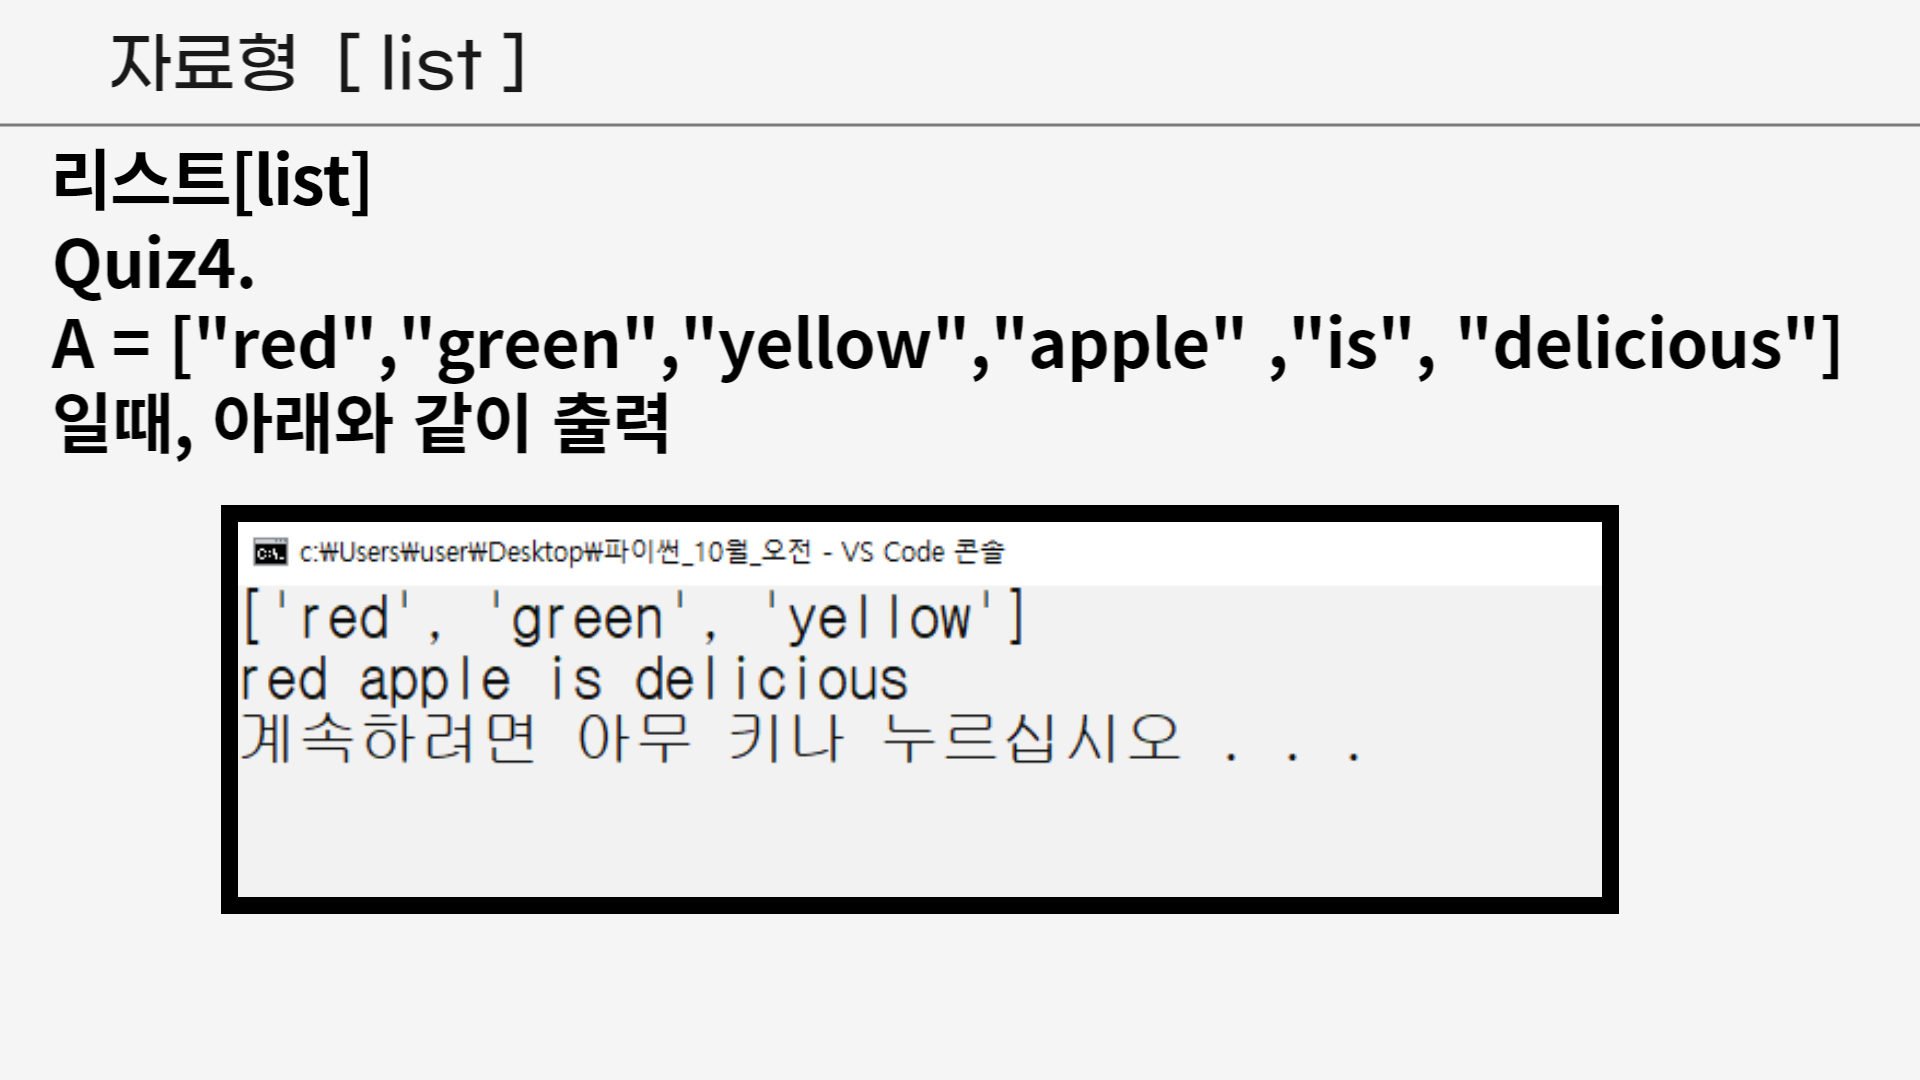 자료형 [ list ]
리스트[list]
Quiz4.
A = ["red","green","yellow","apple" ,"is", "delicious"]
일때, 아래와 같이 출력
c:₩Users₩user₩Desktop₩파이썬_10월_오전 - VS Code 콘솔
['red', 'green', 'yellow']
red apple is delicious
계속하려면 아무 키나 누르십시오 . . .